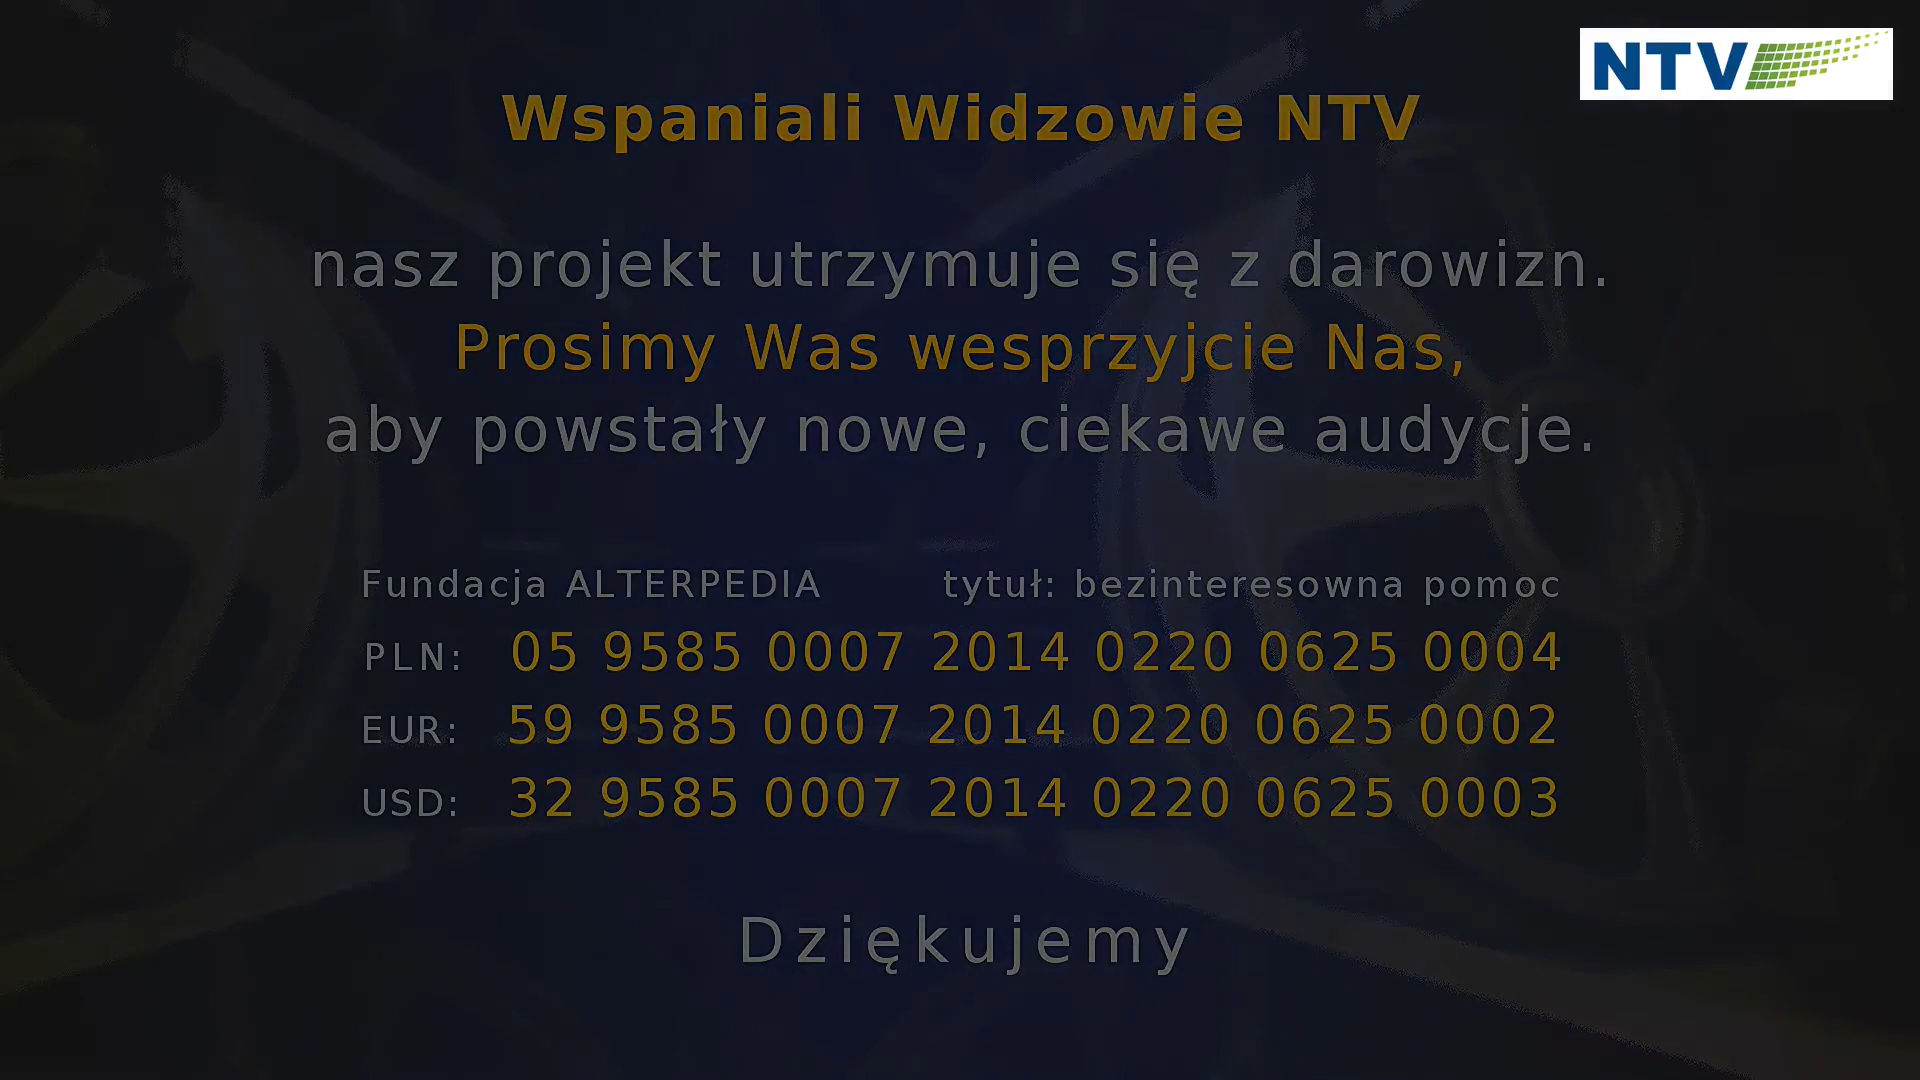 NTV
Wspaniali Widzowie NTV
nasz projekt utrzymuje się z darowizn.
Prosimy Was wesprzyjcie Nas,
aby powstały nowe, ciekawe audycje.
Fundacja ALTERPEDIA tytuł: bezinteresowna pomoc
PLN: 05 9585 0007 2014 0220 0625 0004
EUR: 59 9585 0007 2014 0220 0625 0002
USD: 32 9585 0007 2014 0220 0625 0003
Dziękujemy